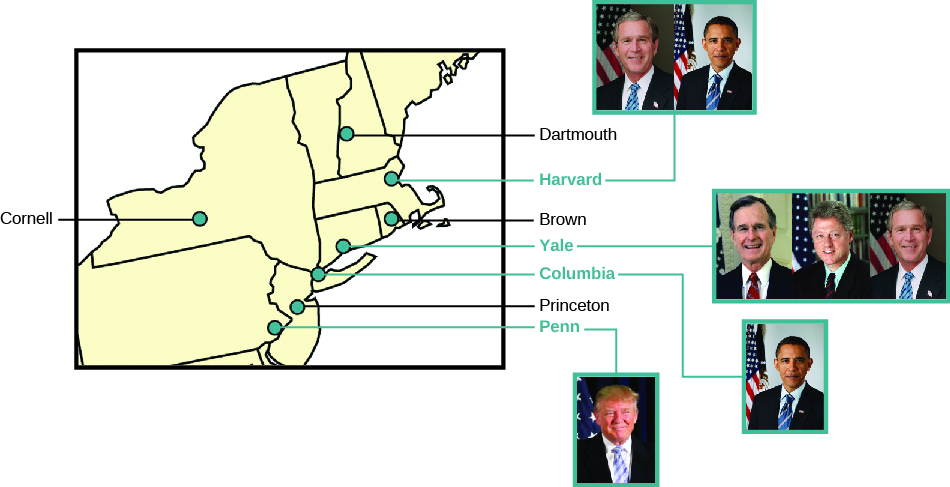 Dartmouth
Harvard
Cornell
Brown
Yale
Columbia
Princeton
Penn